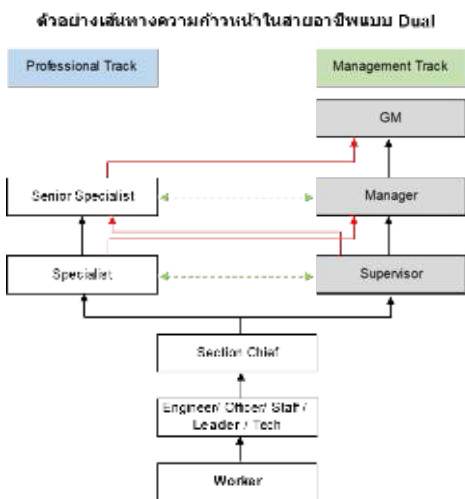 ตัวอย่างเส้นทางความก้าวหน้าในสายอาชีพแบบ Dual
Professional Track
Management Track
GM
Senior Specialist
Manager
Specialist
Supervisor
Section Chief
Engineer/ Officer/ Staff /
Leader / Tech
Worker